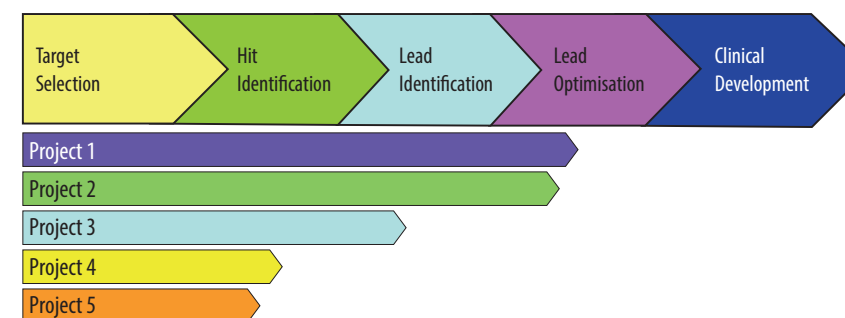 Target
Selection
Hit
Identification
Lead
Identification
Lead
Optimisation
Clinical
Development
Project 1
Project 2
Project 3
Project 4
Project 5